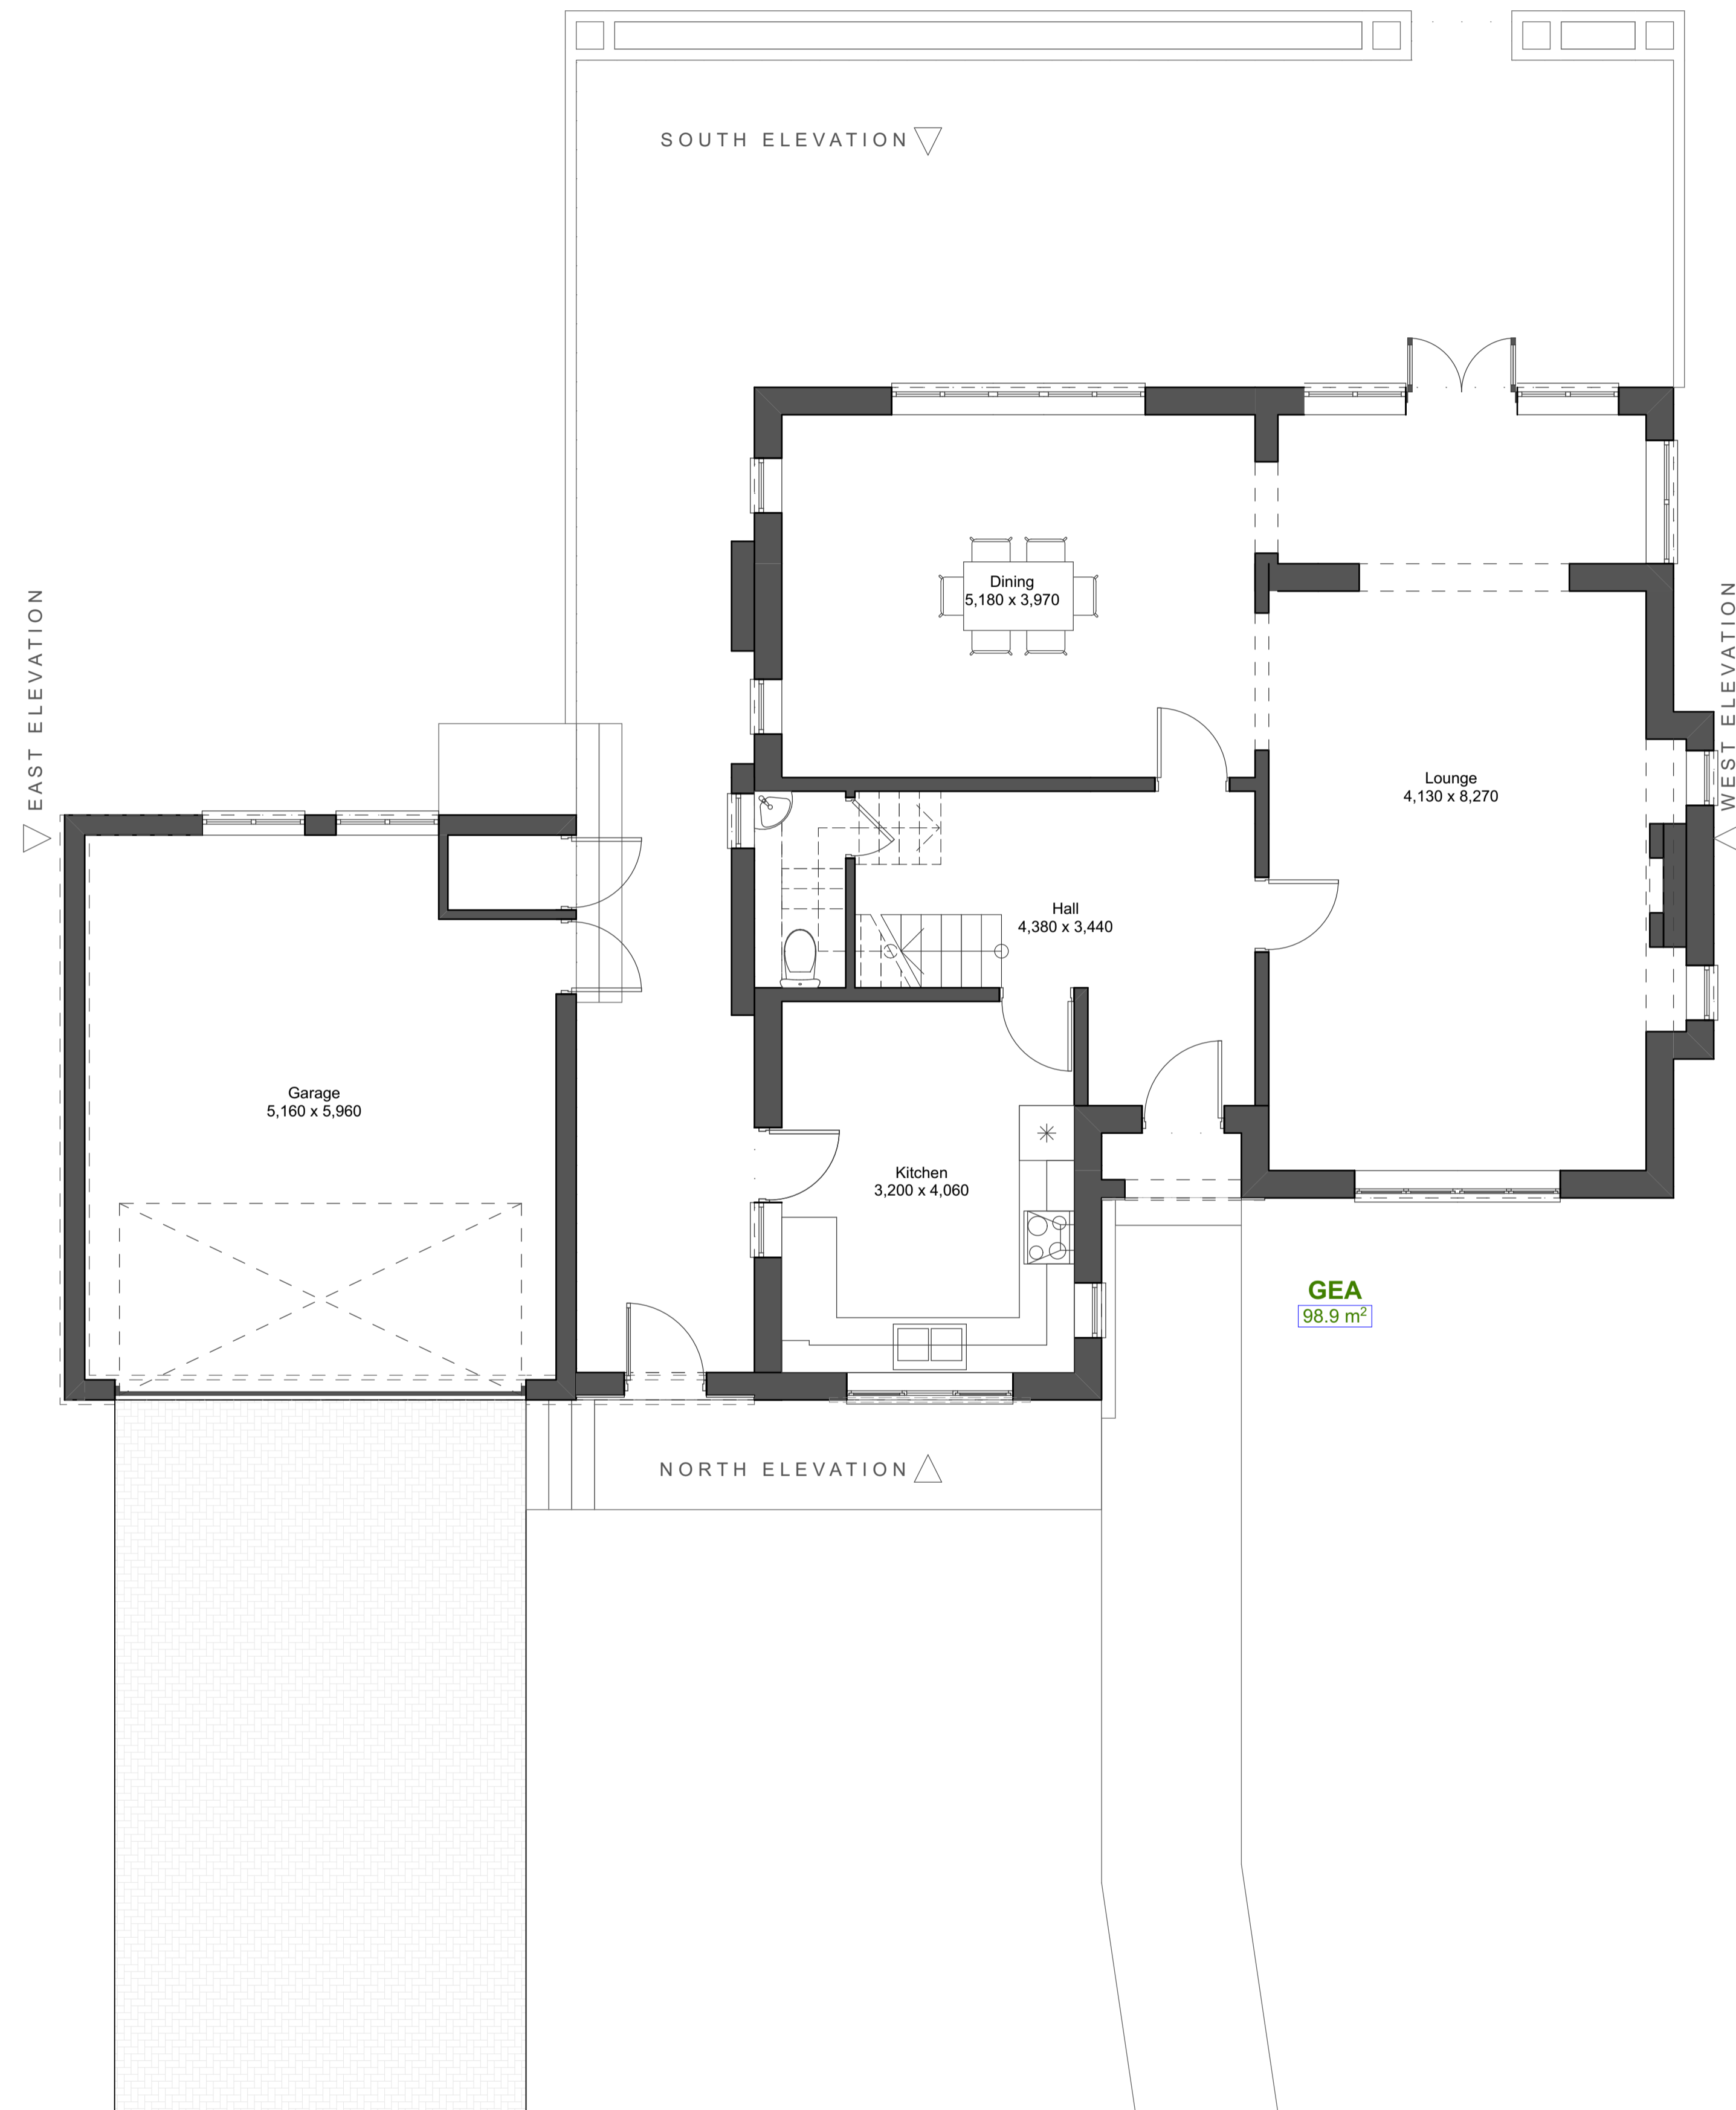 SOUTH ELEVATION
EAST ELEVATION
WEST ELEVATION
Dining
5,180 x 3,970
Lounge
4,130 x 8,270
Hall
4,380 x 3,440
Garage
5,160 x 5,960
Kitchen
3,200 x 4,060
GEA
98.9 m²
NORTH ELEVATION